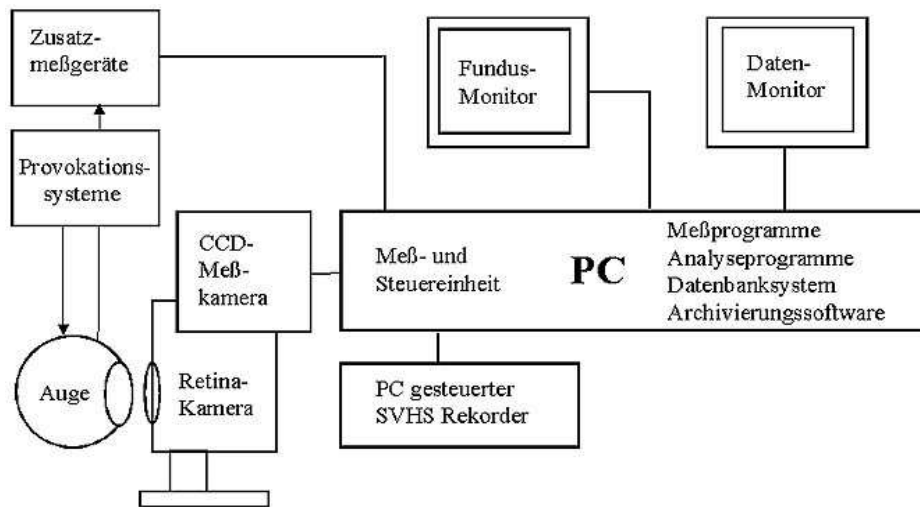 Zusatz-
meßgeräte
Fundus-
Monitor
Daten-
Monitor
Provokations-
systeme
CCD-
Meß-
kamera
Meß- und
Steuereinheit
PC
Meßprogramme
Analyseprogramme
Datenbanksystem
Archivierungssoftware
Auge
Retina-
Kamera
PC gesteuerter
SVHS Rekorder